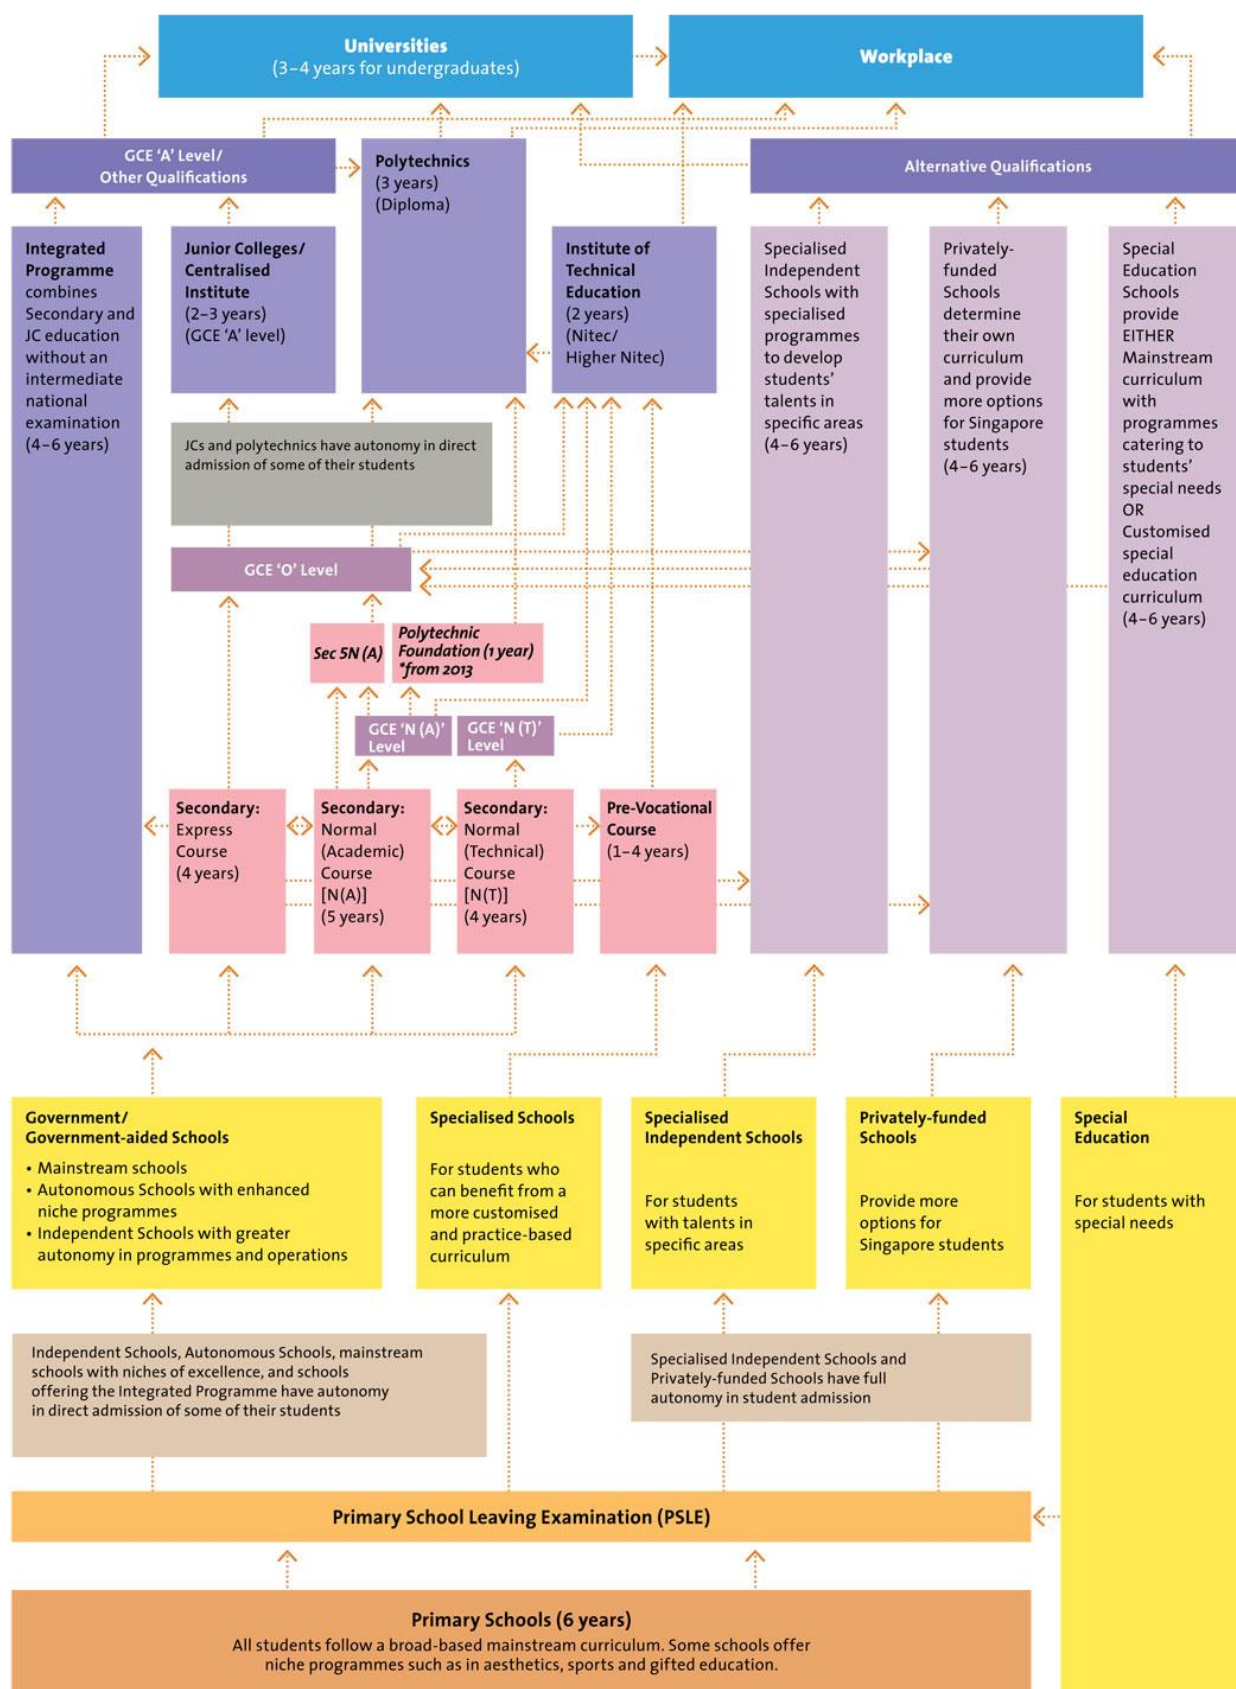 Universities
(3–4 years for undergraduates)
Workplace
GCE ‘A’ Level/
Other Qualifications
Polytechnics
(3 years)
(Diploma)
Alternative Qualifications
Integrated
Programme
combines
Secondary and
JC education
without an
intermediate
national
examination
(4–6 years)
Junior Colleges/
Centralised
Institute
(2–3 years)
(GCE ‘A’ level)
Institute of
Technical
Education
(2 years)
(Nitec/
Higher Nitec)
Specialised
Independent
Schools with
specialised
programmes
to develop
students’
talents in
specific areas
(4–6 years)
Privately-
funded
Schools
determine
their own
curriculum
and provide
more options
for Singapore
students
(4–6 years)
Special
Education
Schools
provide
EITHER
Mainstream
curriculum
with
programmes
catering to
students’
special needs
OR
Customised
special
education
curriculum
(4–6 years)
JCs and polytechnics have autonomy in direct
admission of some of their students
GCE ‘O’ Level
Sec 5N (A)
Polytechnic
Foundation (1 year)
*from 2013
GCE ‘N (A)’
Level
GCE ‘N (T)’
Level
Secondary:
Express
Course
(4 years)
Secondary:
Normal
(Academic)
Course
[N(A)]
(5 years)
Secondary:
Normal
(Technical)
Course
[N(T)]
(4 years)
Pre-Vocational
Course
(1–4 years)
Government/
Government-aided Schools
• Mainstream schools
• Autonomous Schools with enhanced
niche programmes
• Independent Schools with greater
autonomy in programmes and operations
Specialised Schools
For students who
can benefit from a
more customised
and practice-based
curriculum
Specialised
Independent Schools
For students
with talents in
specific areas
Privately-funded
Schools
Provide more
options for
Singapore students
Special
Education
For students with
special needs
Independent Schools, Autonomous Schools, mainstream
schools with niches of excellence, and schools
offering the Integrated Programme have autonomy
in direct admission of some of their students
Specialised Independent Schools and
Privately-funded Schools have full
autonomy in student admission
Primary School Leaving Examination (PSLE)
Primary Schools (6 years)
All students follow a broad-based mainstream curriculum. Some schools offer
niche programmes such as in aesthetics, sports and gifted education.